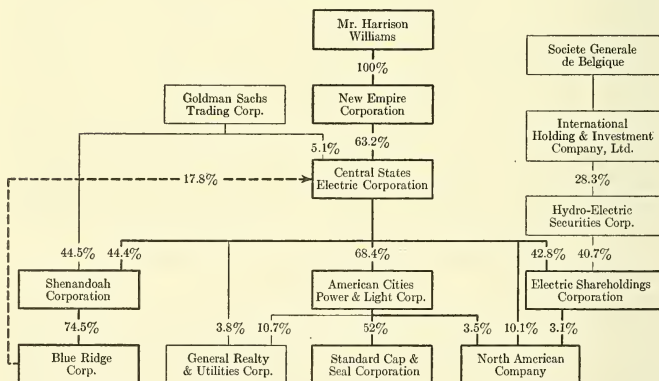 Mr. Harrison
Williams
Societe Generale
de Belgique
100%
Goldman Sachs
Trading Corp.
New Empire
Corporation
International
Holding & Investment
Company, Ltd.
63.2%
5.1%
17.8%
Central States
Electric Corporation
28.3%
Hydro-Electric
Securities Corp.
44.5%
44.4%
68.4%
42.8%
40.7%
Shenandoah
Corporation
American Cities
Power & Light Corp.
Electric Shareholdings
Corporation
74.5%
3.8%
10.7%
52%
3.5%
10.1%
3.1%
Blue Ridge
Corp.
General Realty
& Utilities Corp.
Standard Cap &
Seal Corporation
North American
Company